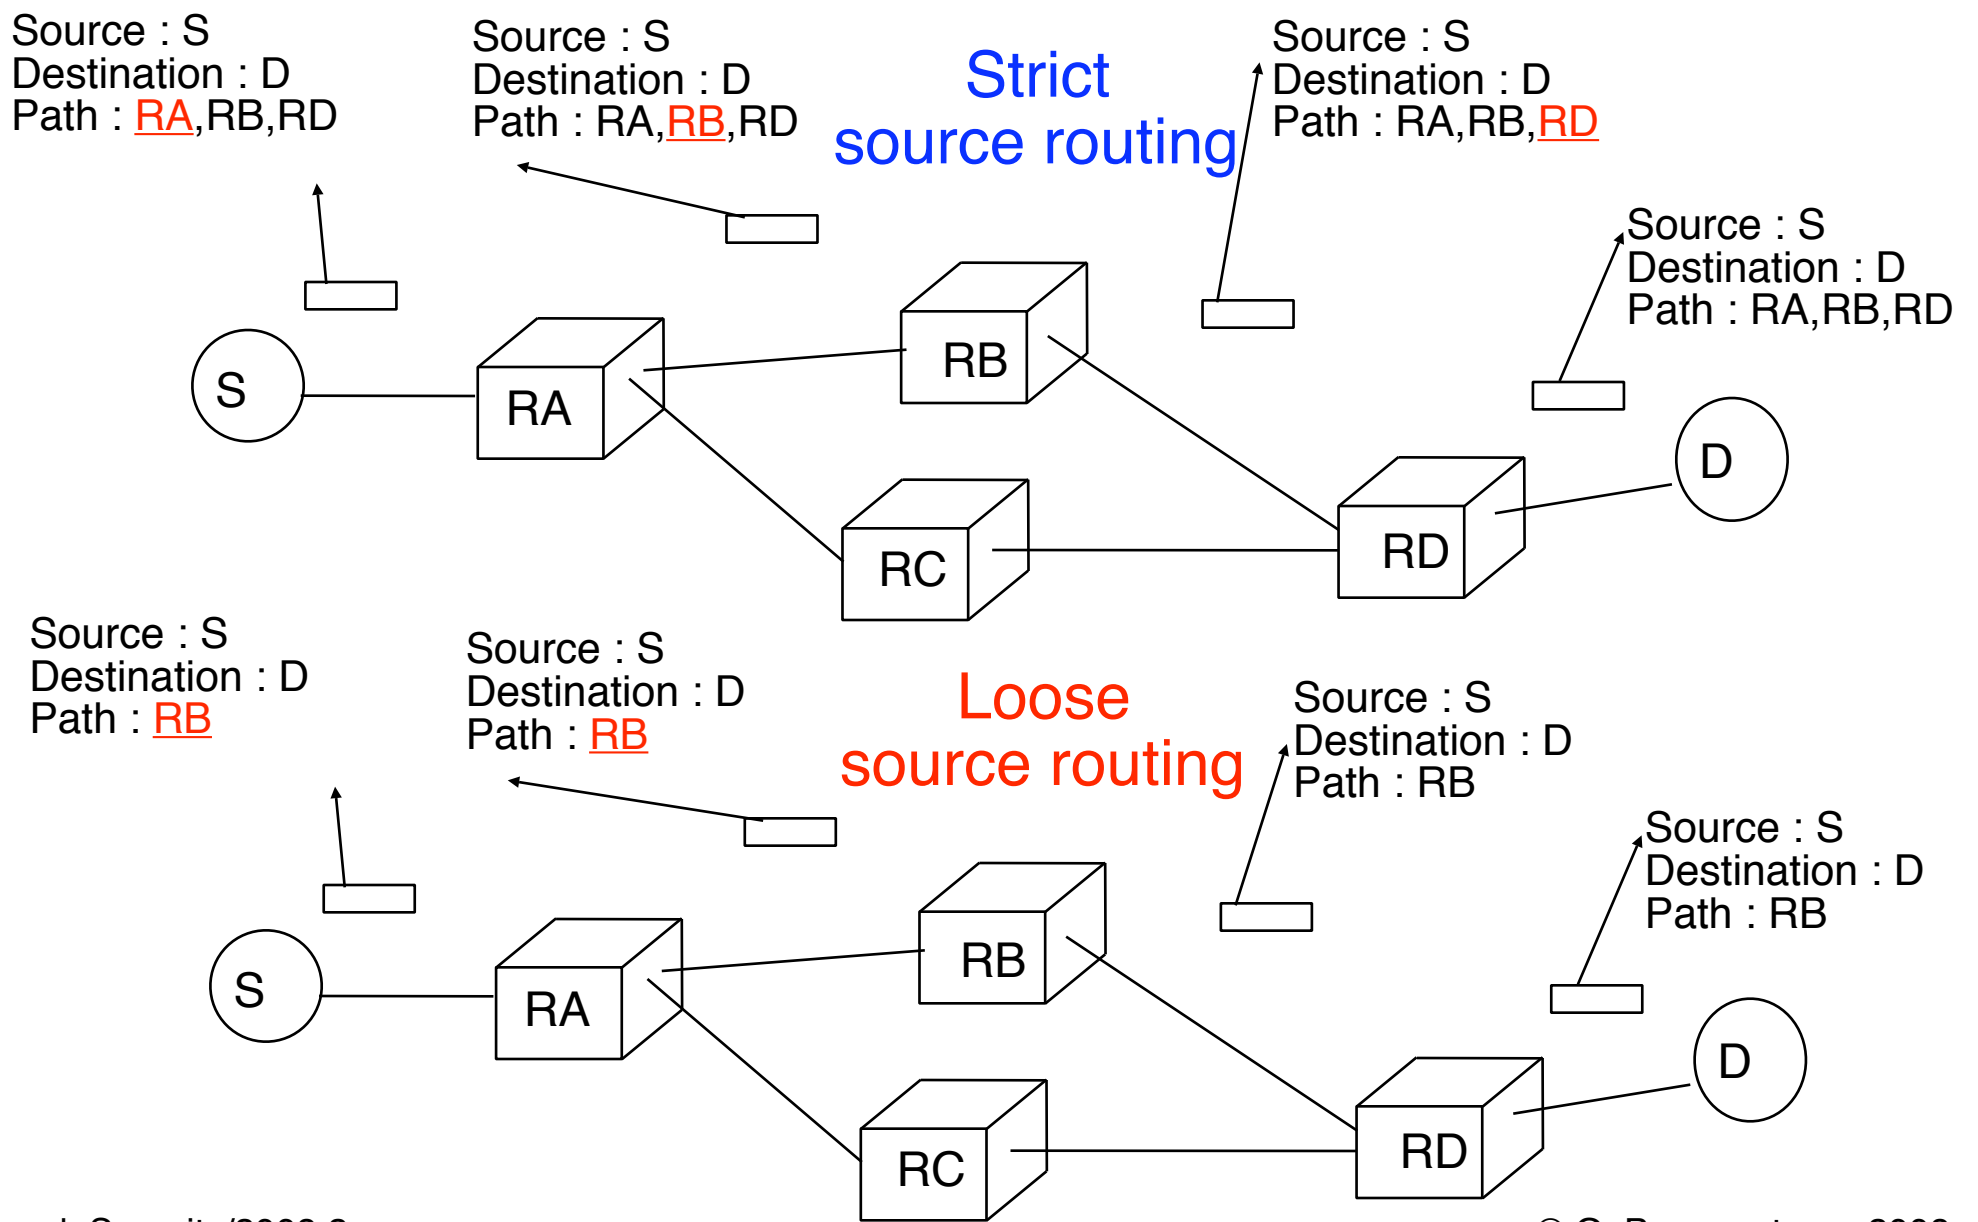 Source : S
Destination : D
Path : RA,RB,RD
Source : S
Destination : D
Path : RA,RB,RD
Strict
source routing
Source : S
Destination : D
Path : RA,RB,RD
Source : S
Destination : D
Path : RA,RB,RD
S
RA
RB
RC
RD
D
Source : S
Destination : D
Path : RB
Source : S
Destination : D
Path : RB
Loose
source routing
Source : S
Destination : D
Path : RB
Source : S
Destination : D
Path : RB
S
RA
RB
RC
RD
D